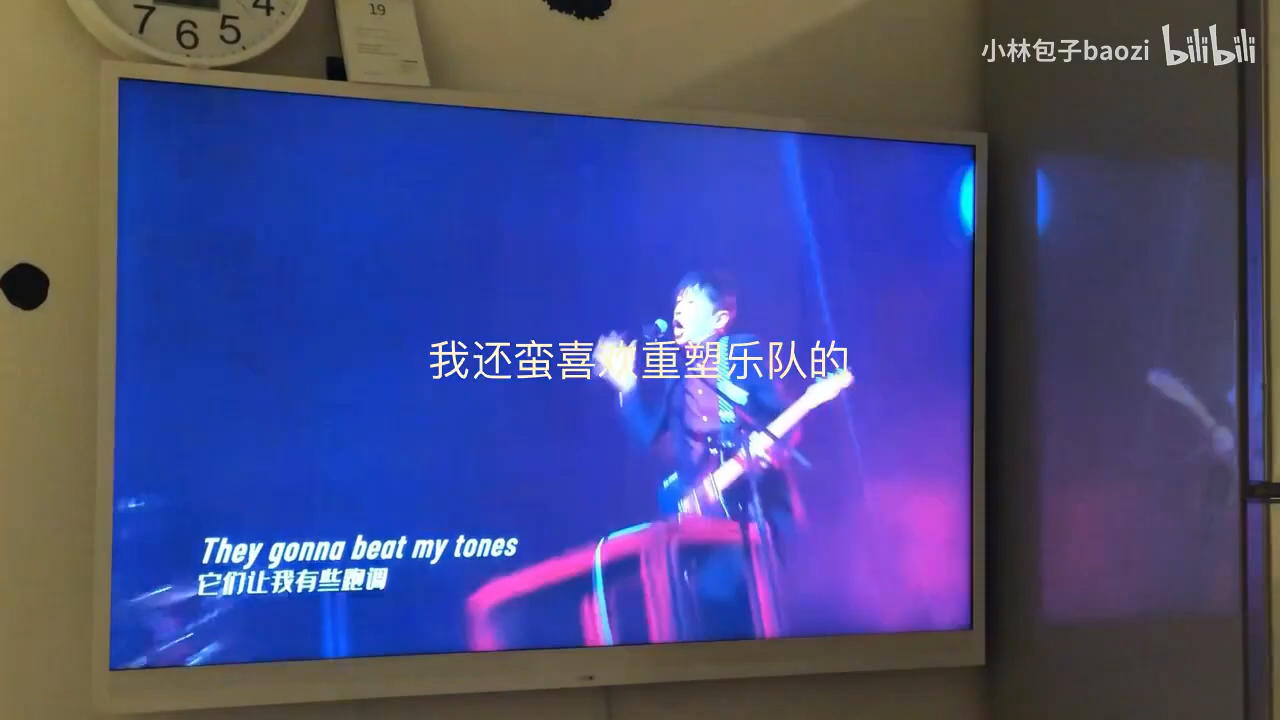 7 6 5 4
19
小林包子baozi bilibili
我还蛮喜欢重塑乐队的
They gonna beat my tones
它们让我有些跑调